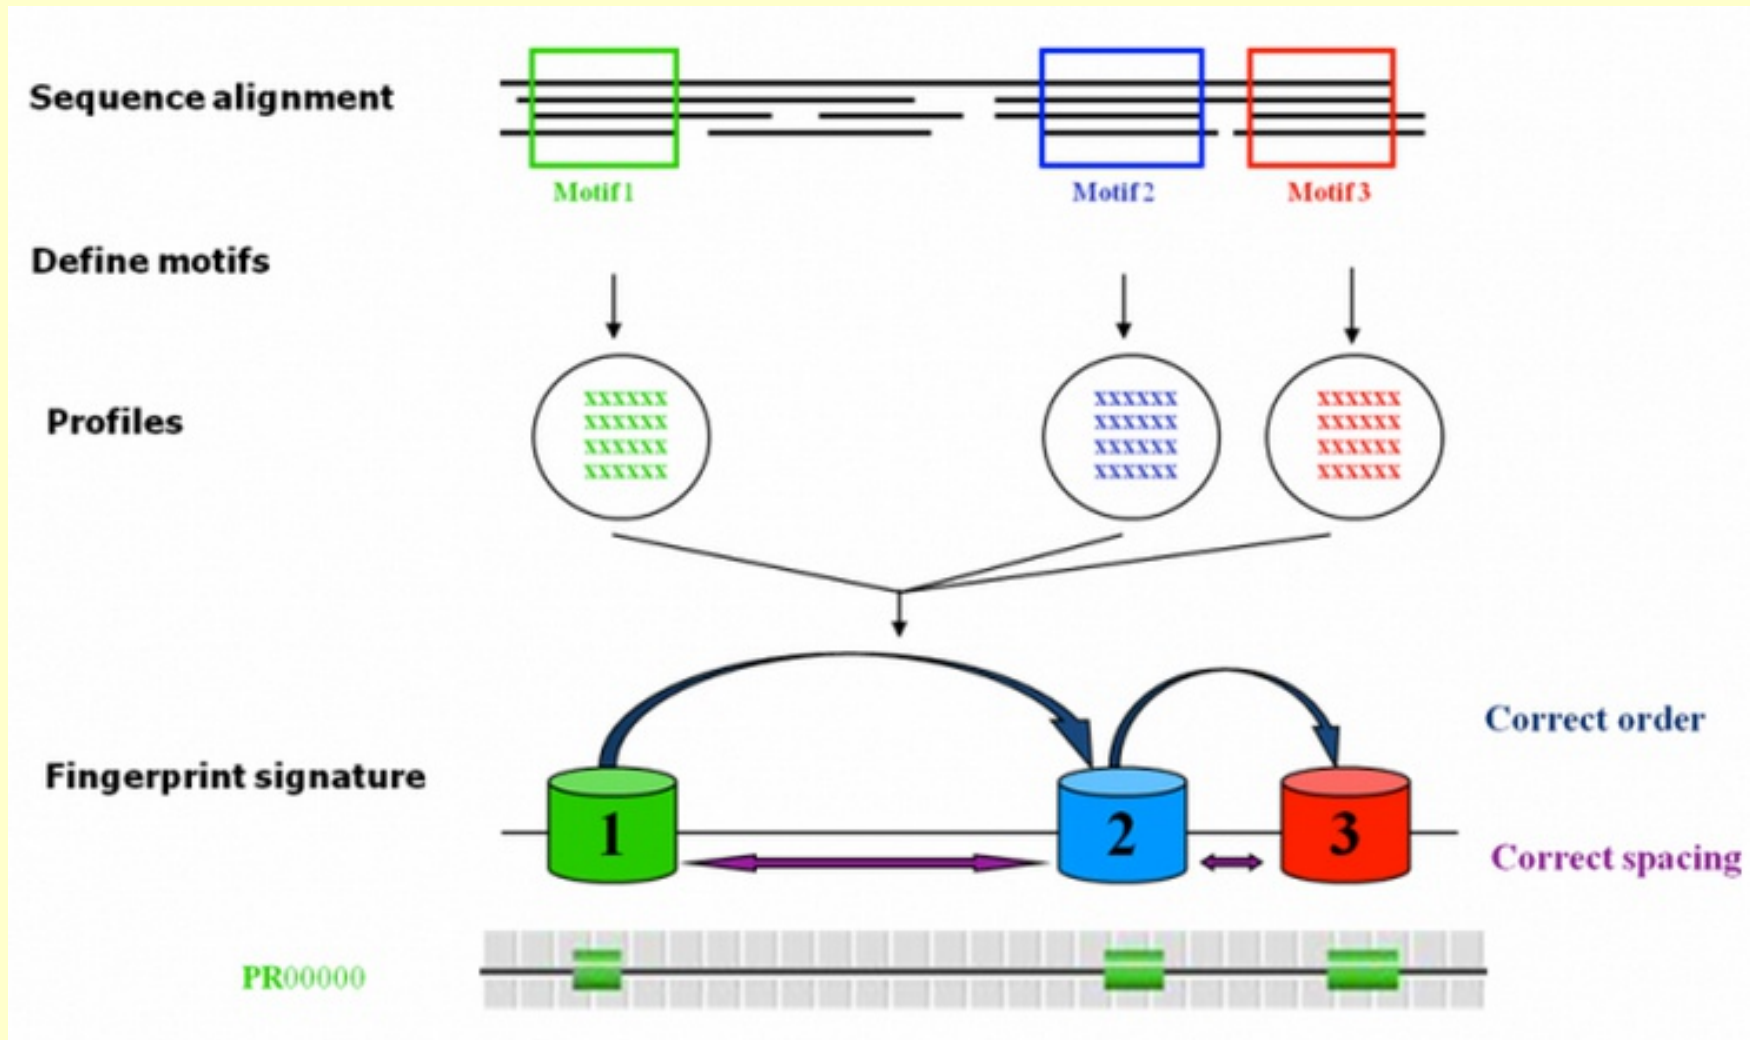 Sequence alignment
Motif 1
Motif 2
Motif 3
Define motifs
Profiles
xxxxxx
xxxxxx
xxxxxx
xxxxxx
xxxxxx
xxxxxx
xxxxxx
xxxxxx
xxxxxx
xxxxxx
xxxxxx
xxxxxx
Correct order
Fingerprint signature
1
2
3
Correct spacing
PR00000